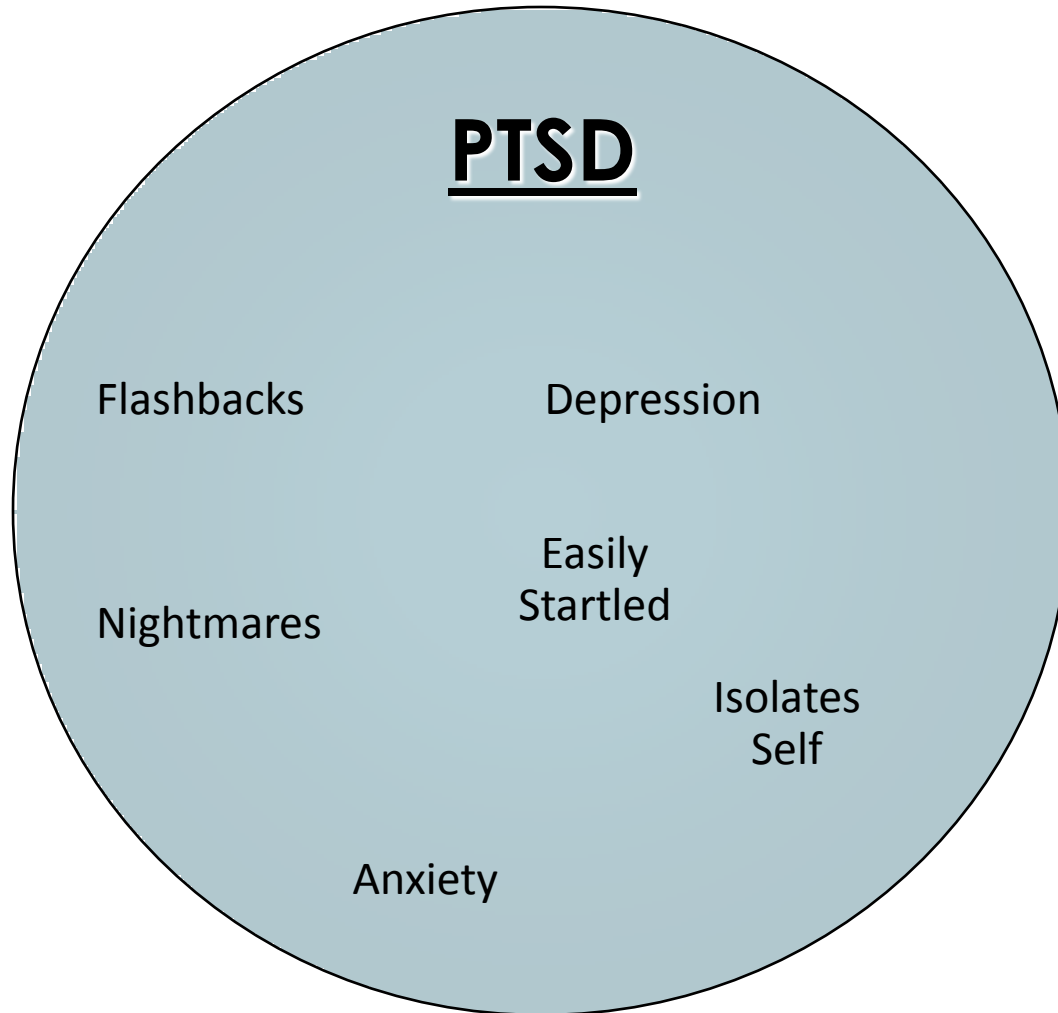 PTSD
Flashbacks
Depression
Easily
Startled
Nightmares
Isolates
Self
Anxiety